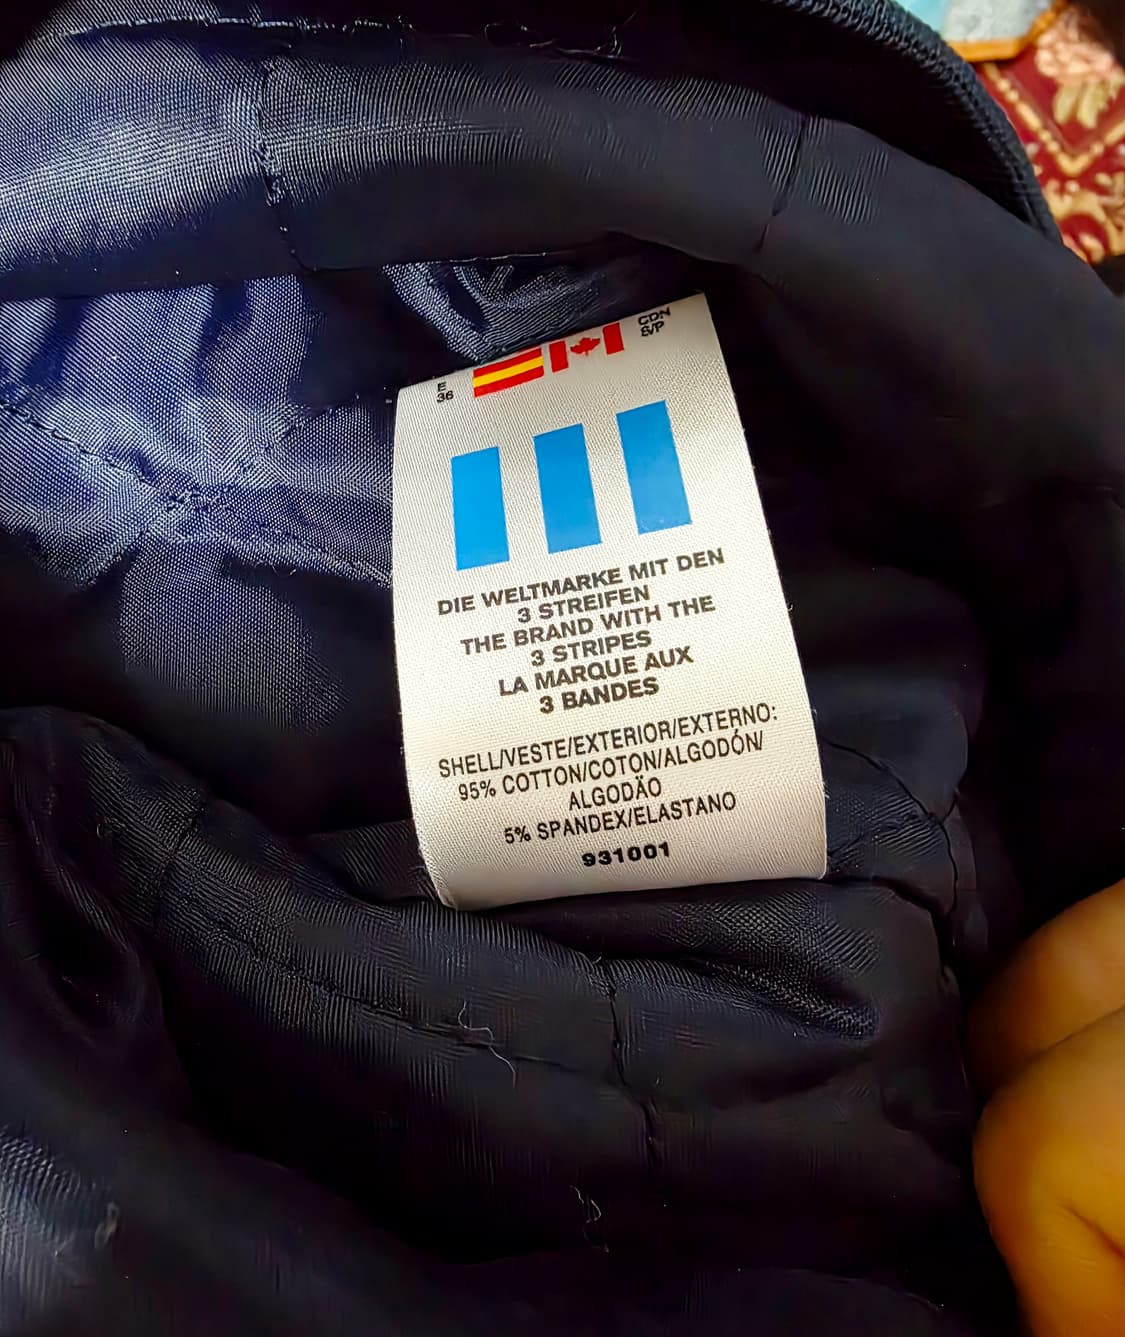 E
36
CDN
S/P
DIE WELTMARKE MIT DEN
3 STREIFEN
THE BRAND WITH THE
3 STRIPES
LA MARQUE AUX
3 BANDES
SHELL/VESTE/EXTERIOR/EXTERNO:
95% COTTON/COTON/ALGODÓN/
ALGODÄO
5% SPANDEX/ELASTANO
931001